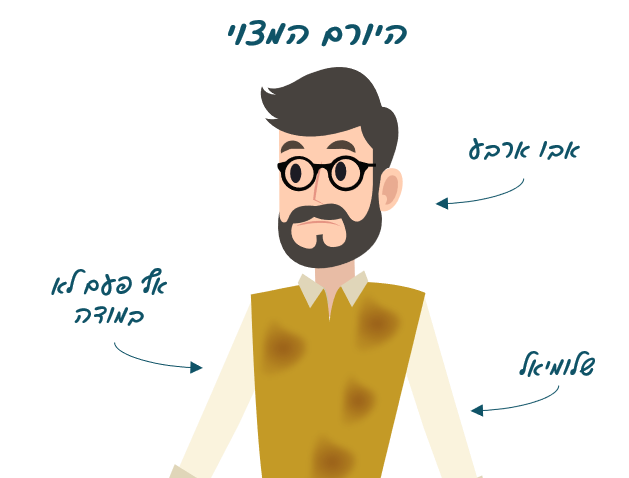 היורם המצוי
אבו ארבע
אף פעם לא
במודה
שלומיאל